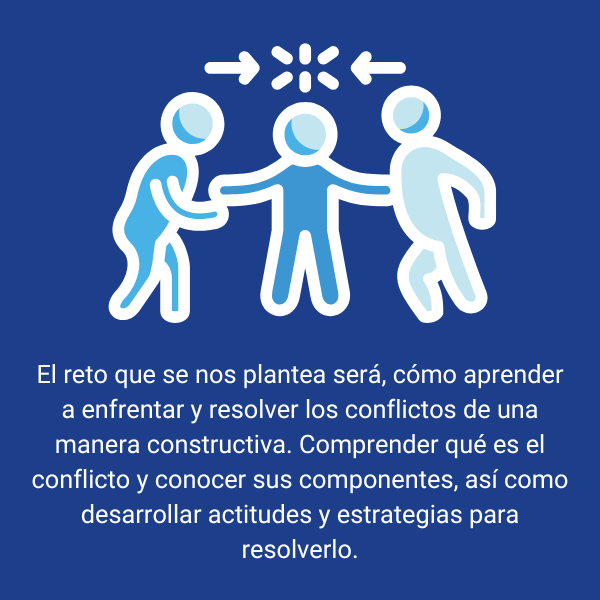 El reto que se nos plantea será, cómo aprender
a enfrentar y resolver los conflictos de una
manera constructiva. Comprender qué es el
conflicto y conocer sus componentes, así como
desarrollar actitudes y estrategias para
resolverlo.